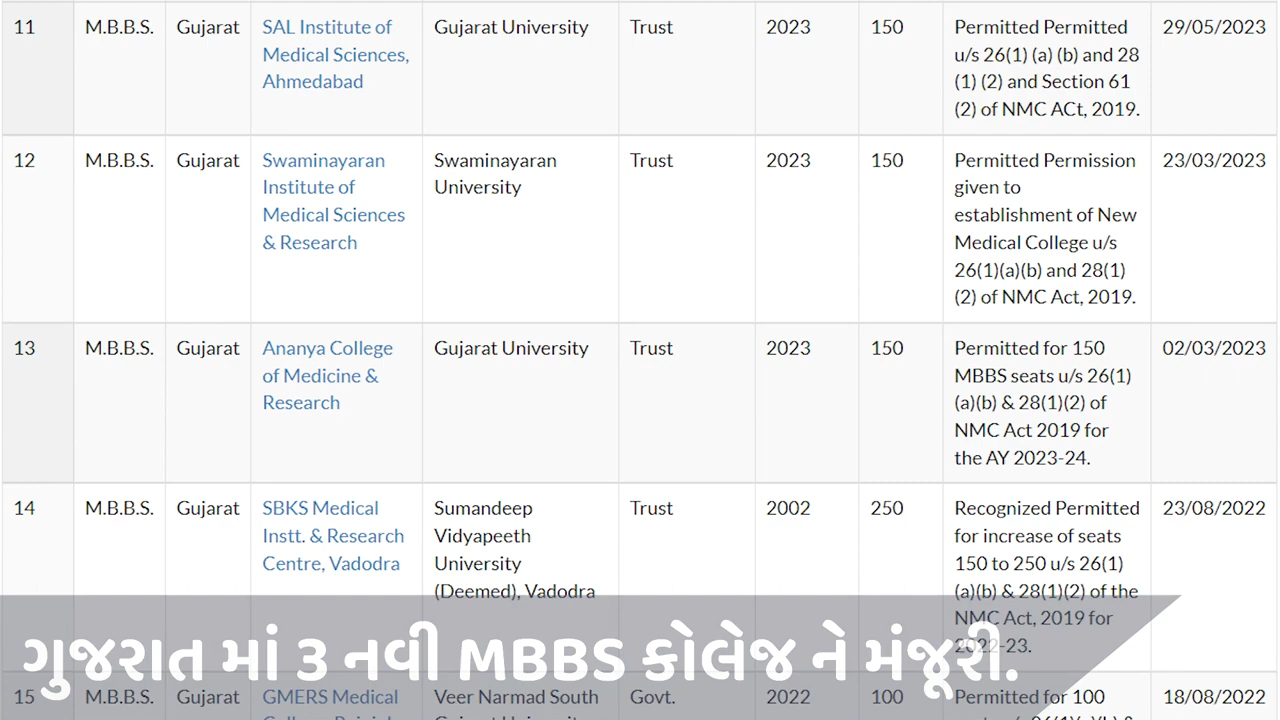 11 M.B.B.S. Gujarat SAL Institute of Gujarat University Trust 2023 150 Permitted Permitted 29/05/2023
Medical Sciences, u/s 26(1) (a) (b) and 28
Ahmedabad (1) (2) and Section 61
(2) of NMC ACt, 2019.
12 M.B.B.S. Gujarat Swaminayaran Swaminayaran Trust 2023 150 Permitted Permission 23/03/2023
Institute of University given to
Medical Sciences establishment of New
& Research Medical College u/s
26(1)(a)(b) and 28(1)
(2) of NMC Act, 2019.
13 M.B.B.S. Gujarat Ananya College Gujarat University Trust 2023 150 Permitted for 150 02/03/2023
of Medicine & MBBS seats u/s 26(1)
Research (a)(b) & 28(1)(2) of
NMC Act 2019 for
the AY 2023-24.
14 M.B.B.S. Gujarat SBKS Medical Sumandeep Trust 2002 250 Recognized Permitted 23/08/2022
Instt. & Research Vidyapeeth for increase of seats
Centre, Vadodra University 150 to 250 u/s 26(1)
(Deemed), Vadodra (a)(b) & 28(1)(2) of the
NMC Act, 2019 for
2022-23.
ગુજરાત માં ૩ નવી MBBS કોલેજ ને મંજૂરી.
15 M.B.B.S. Gujarat GMERS Medical Veer Narmad South Govt. 2022 100 Permitted for 100 18/08/2022